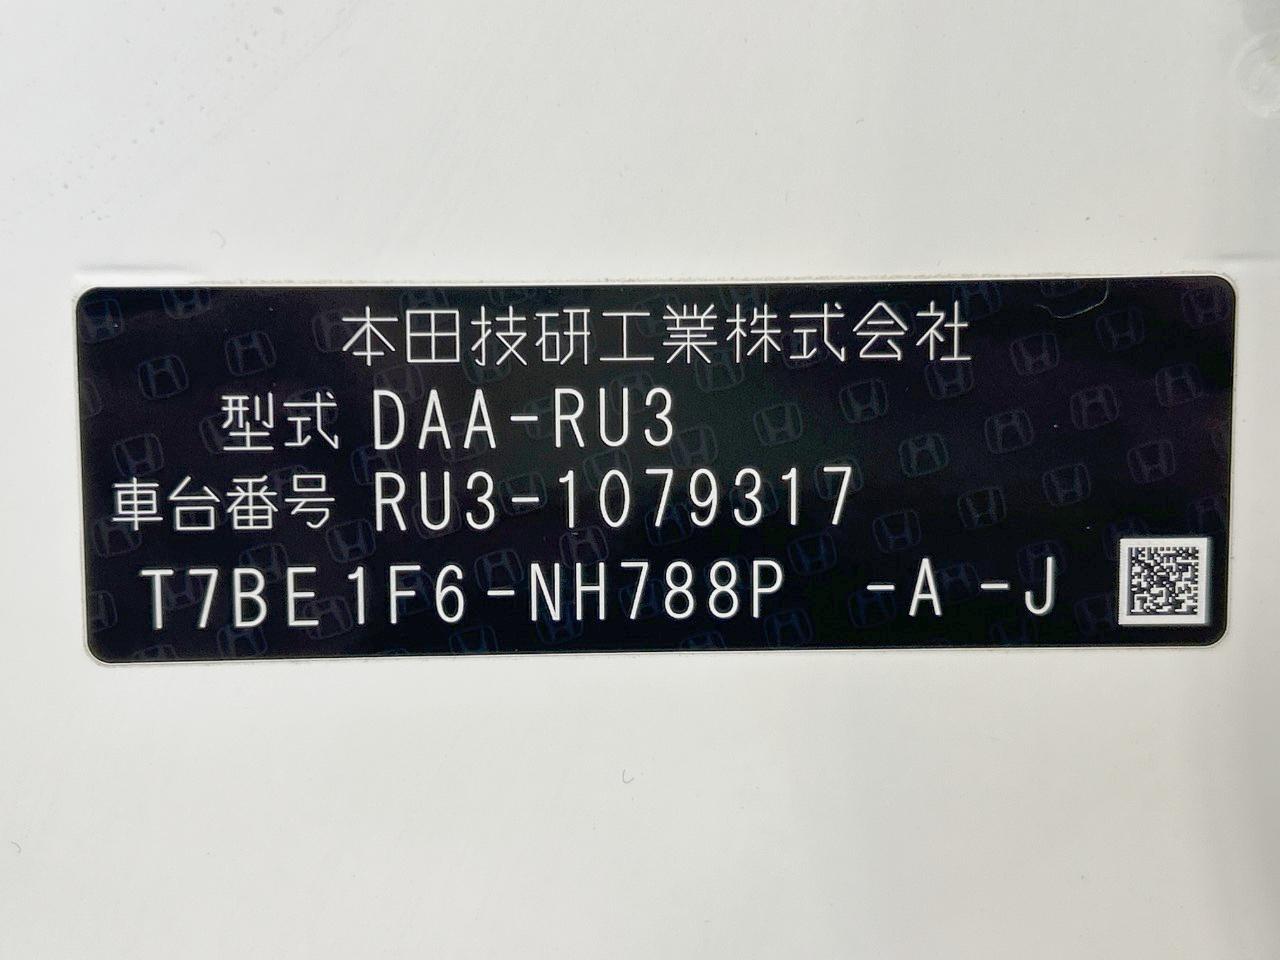 本田技研工業株式会社
型式 DAA-RU3
車台番号 RU3-1079317
T7BE1F6-NH788P -A-J